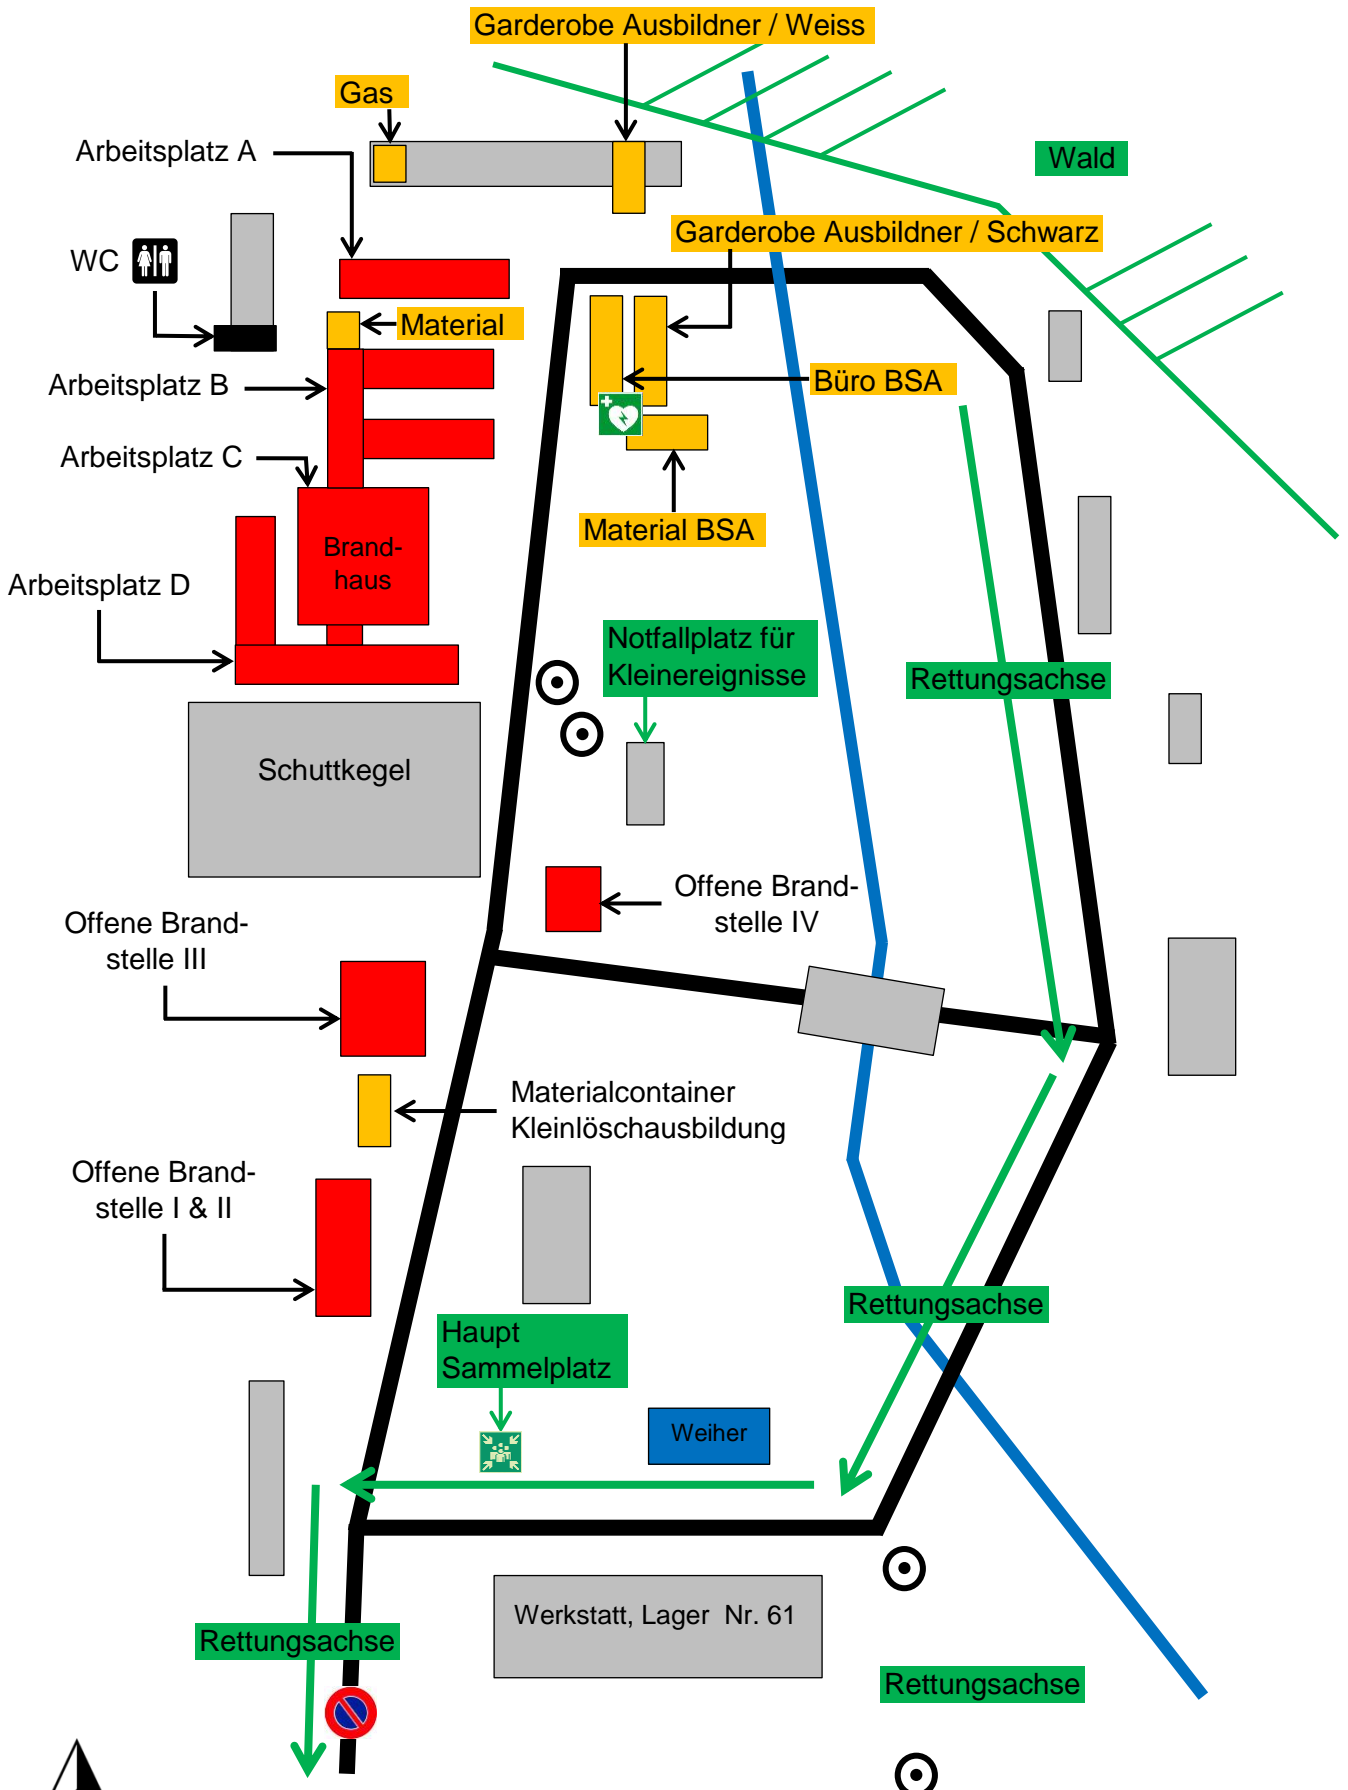 Garderobe Ausbildner / Weiss
Gas
Arbeitsplatz A
Wald
Garderobe Ausbildner / Schwarz
WC
Material
Arbeitsplatz B
Büro BSA
Arbeitsplatz C
Material BSA
Brand-
haus
Arbeitsplatz D
Notfallplatz für
Kleinereignisse
Rettungsachse
Schuttkegel
Offene Brand-
stelle IV
Offene Brand-
stelle III
Materialcontainer
Kleinlöschausbildung
Offene Brand-
stelle I & II
Rettungsachse
Haupt
Sammelplatz
Weiher
Werkstatt, Lager Nr. 61
Rettungsachse
Rettungsachse